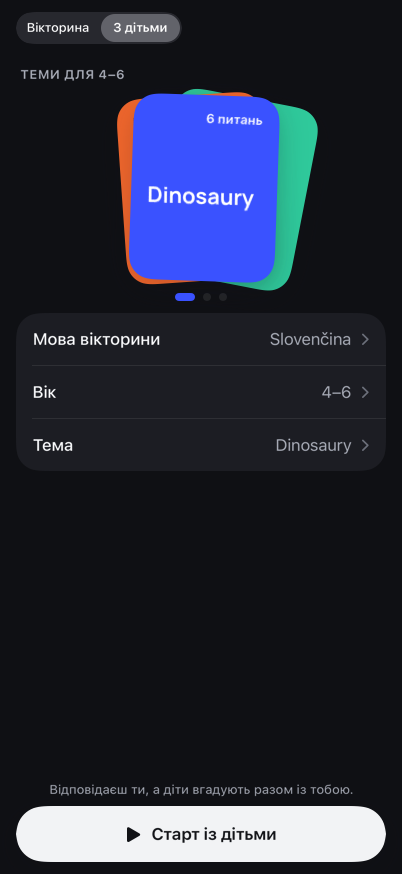 Вікторина
З дітьми
ТЕМИ ДЛЯ 4–6
6 питань
Dinosaury
Мова вікторини
Slovenčina
Вік
4–6
Тема
Dinosaury
Відповідаєш ти, а діти вгадують разом із тобою.
Старт із дітьми